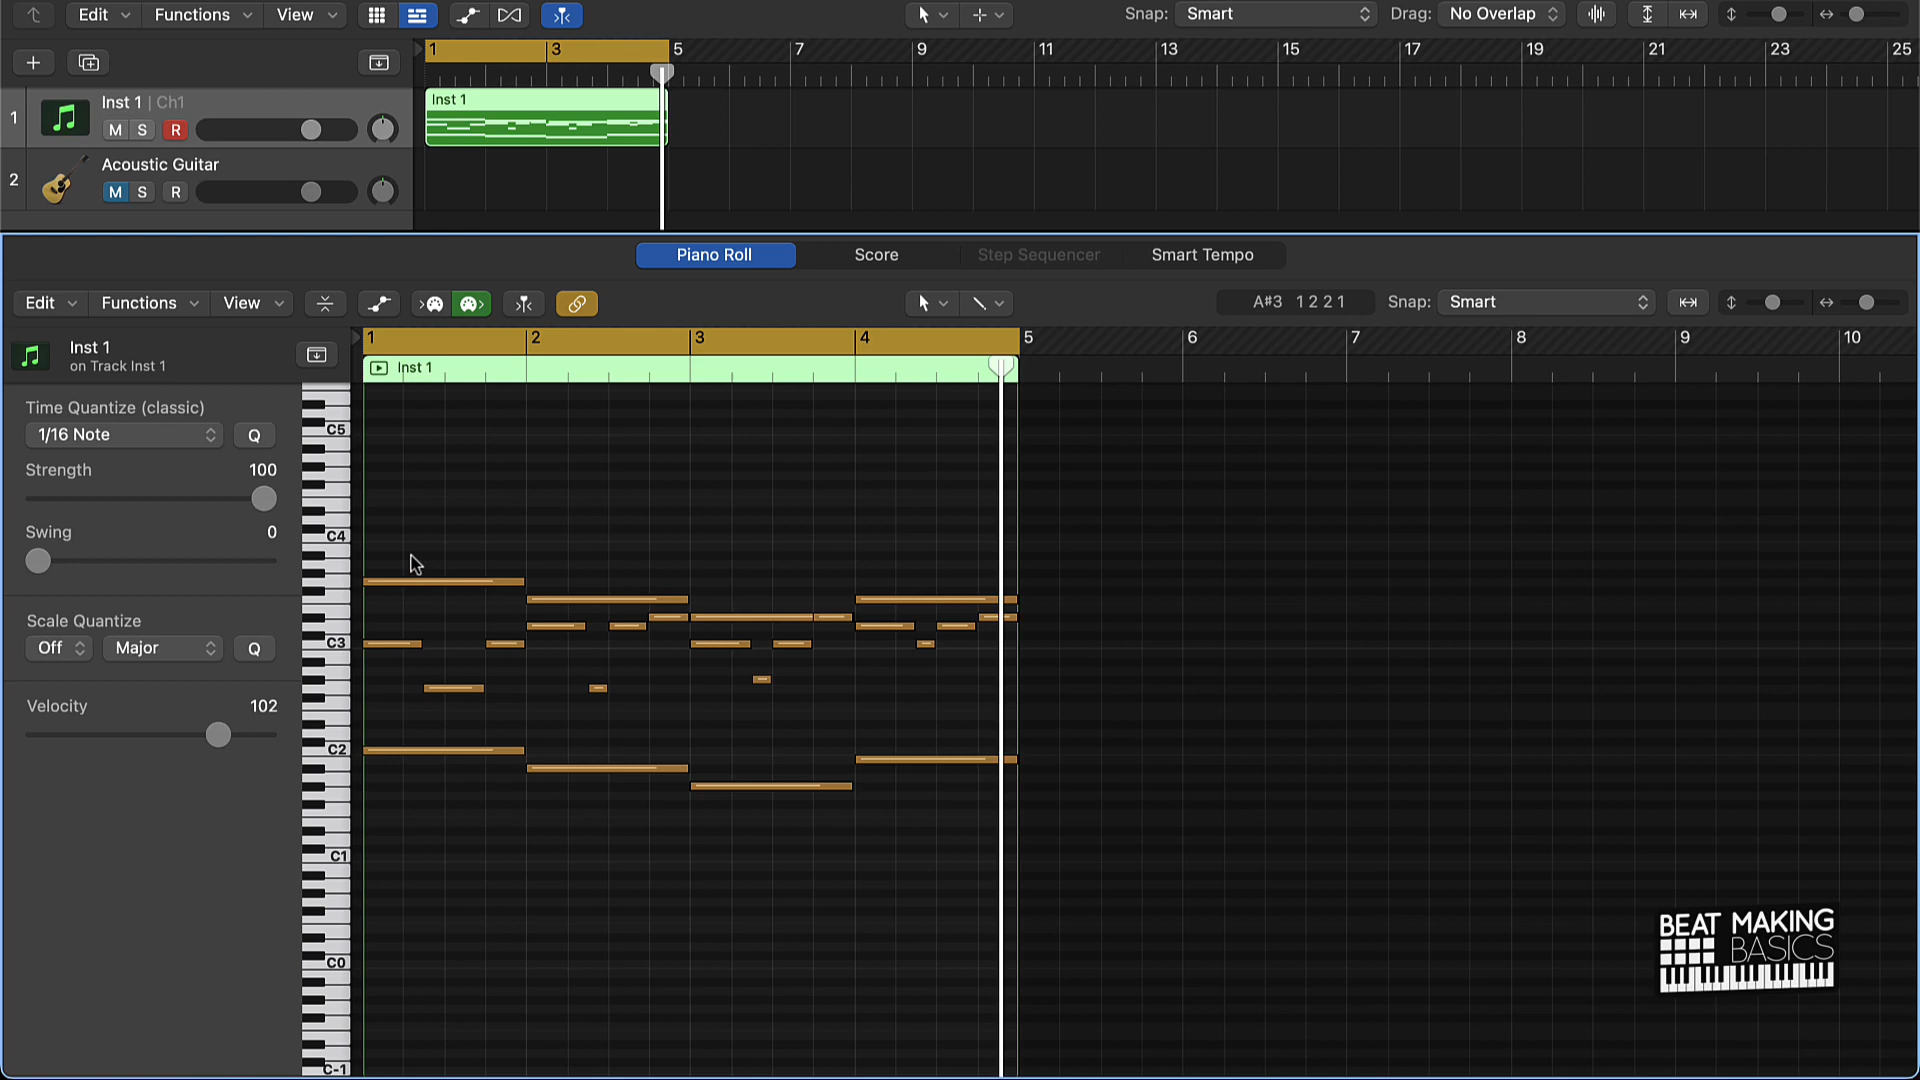 Edit Functions View Snap: Smart Drag: No Overlap
1 3 5 7 9 11 13 15 17 19 21 23 25
1 Inst 1 | Ch1 Inst 1
M S R
2 Acoustic Guitar
M S R
Piano Roll Score Step Sequencer Smart Tempo
Edit Functions View A#3 1 2 2 1 Snap: Smart
Inst 1 1 2 3 4 5 6 7 8 9 10
on Track Inst 1 Inst 1
Time Quantize (classic)
1/16 Note Q
Strength 100
Swing 0
Scale Quantize
Off Major Q
Velocity 102
C5
C4
C3
C2
C1
C0
C-1
BEAT MAKING
BASICS